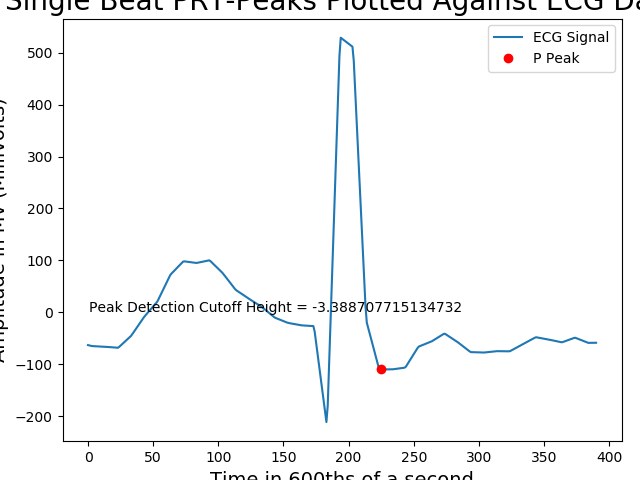 Single Beat PRT-Peaks Plotted Against ECG Da
ECG Signal
P Peak
500
400
300
200
100
0
−100
−200
Amplitude in MV (Millivolts)
Peak Detection Cutoff Height = -3.388707715134732
0
50
100
150
200
250
300
350
400
Time in 600ths of a second